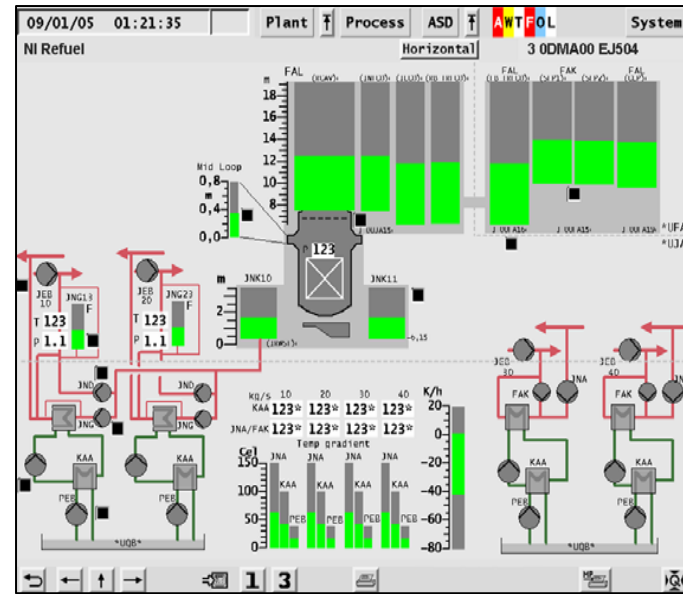 09/01/05 01:21:35 Plant Process ASD AWTFOL System
NI Refuel Horizontal 3 0DMA00 EJ504
m FAL FAL FAK FAL
18
16
14
12
10
8
Mid Loop
0,8
m
0,4
0,0
P 123
*UFA
*UJA
JEB 10 JNG13 F
T 123
P 1.1
JEB 20 JNG23 F
T 123
P 1.1
m JNK10 JNK11
2
0
-6,15
JND JND
JNG JNG
KAA KAA
PEB PEB
*UQB*
kg/s 10 20 30 40
KAA 123* 123* 123* 123*
JNA/FAK 123* 123* 123* 123*
Temp gradient
Cel
150
100
50
0
JNA JNA JNA JNA
KAA KAA KAA KAA
PEB PEB PEB PEB
K/h
20
0
-20
-40
-60
-80
JEB 30 JNA
FAK
KAA
PEB
JEB 40
FAK
KAA
PEB
*UQB*
1 3